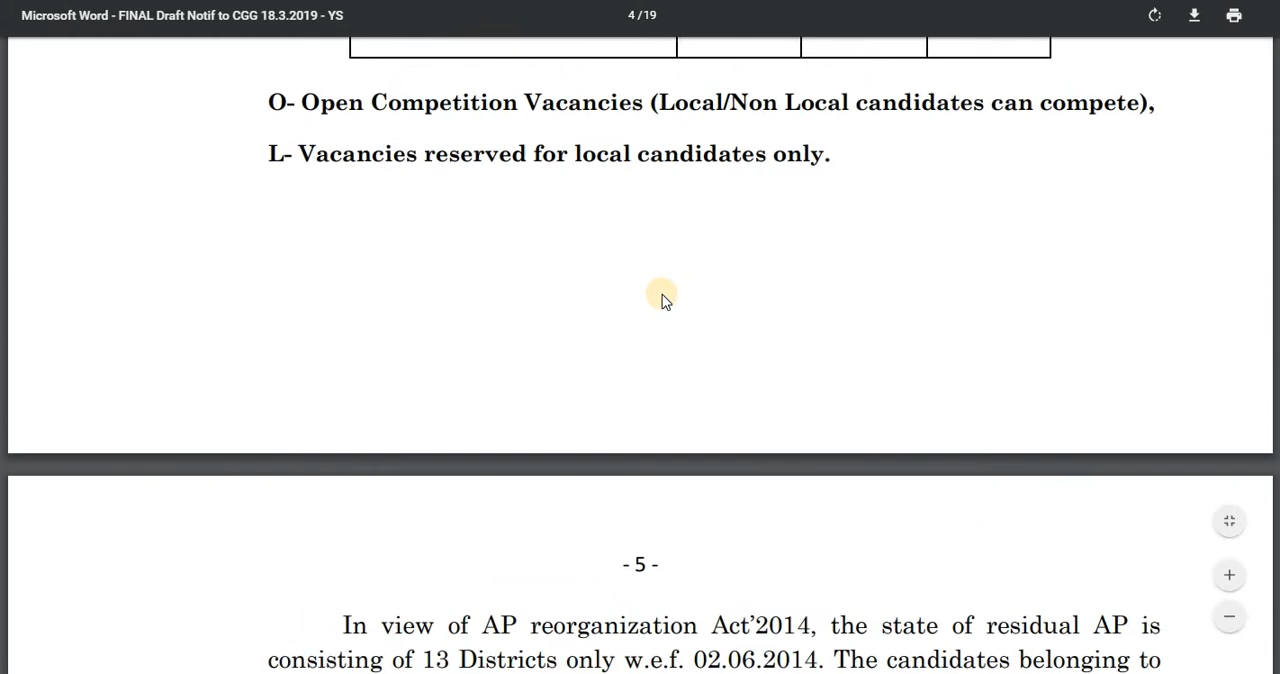 Microsoft Word - FINAL Draft Notif to CGG 18.3.2019 - YS
4 / 19
O- Open Competition Vacancies (Local/Non Local candidates can compete),
L- Vacancies reserved for local candidates only.
- 5 -
In view of AP reorganization Act’2014, the state of residual AP is
consisting of 13 Districts only w.e.f. 02.06.2014. The candidates belonging to